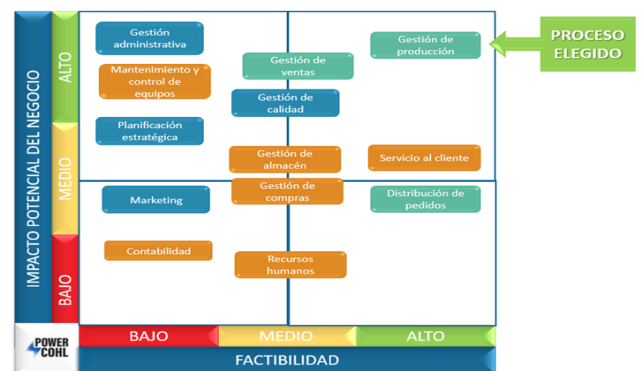 IMPACTO POTENCIAL DEL NEGOCIO
ALTO
MEDIO
BAJO
Gestión
administrativa
Mantenimiento y
control de
equipos
Planificación
estratégica
Gestión de
ventas
Gestión de
calidad
Gestión de
almacén
Gestión de
producción
Servicio al cliente
PROCESO
ELEGIDO
Marketing
Gestión de
compras
Distribución de
pedidos
Contabilidad
Recursos
humanos
POWER
COHL
BAJO
MEDIO
ALTO
FACTIBILIDAD